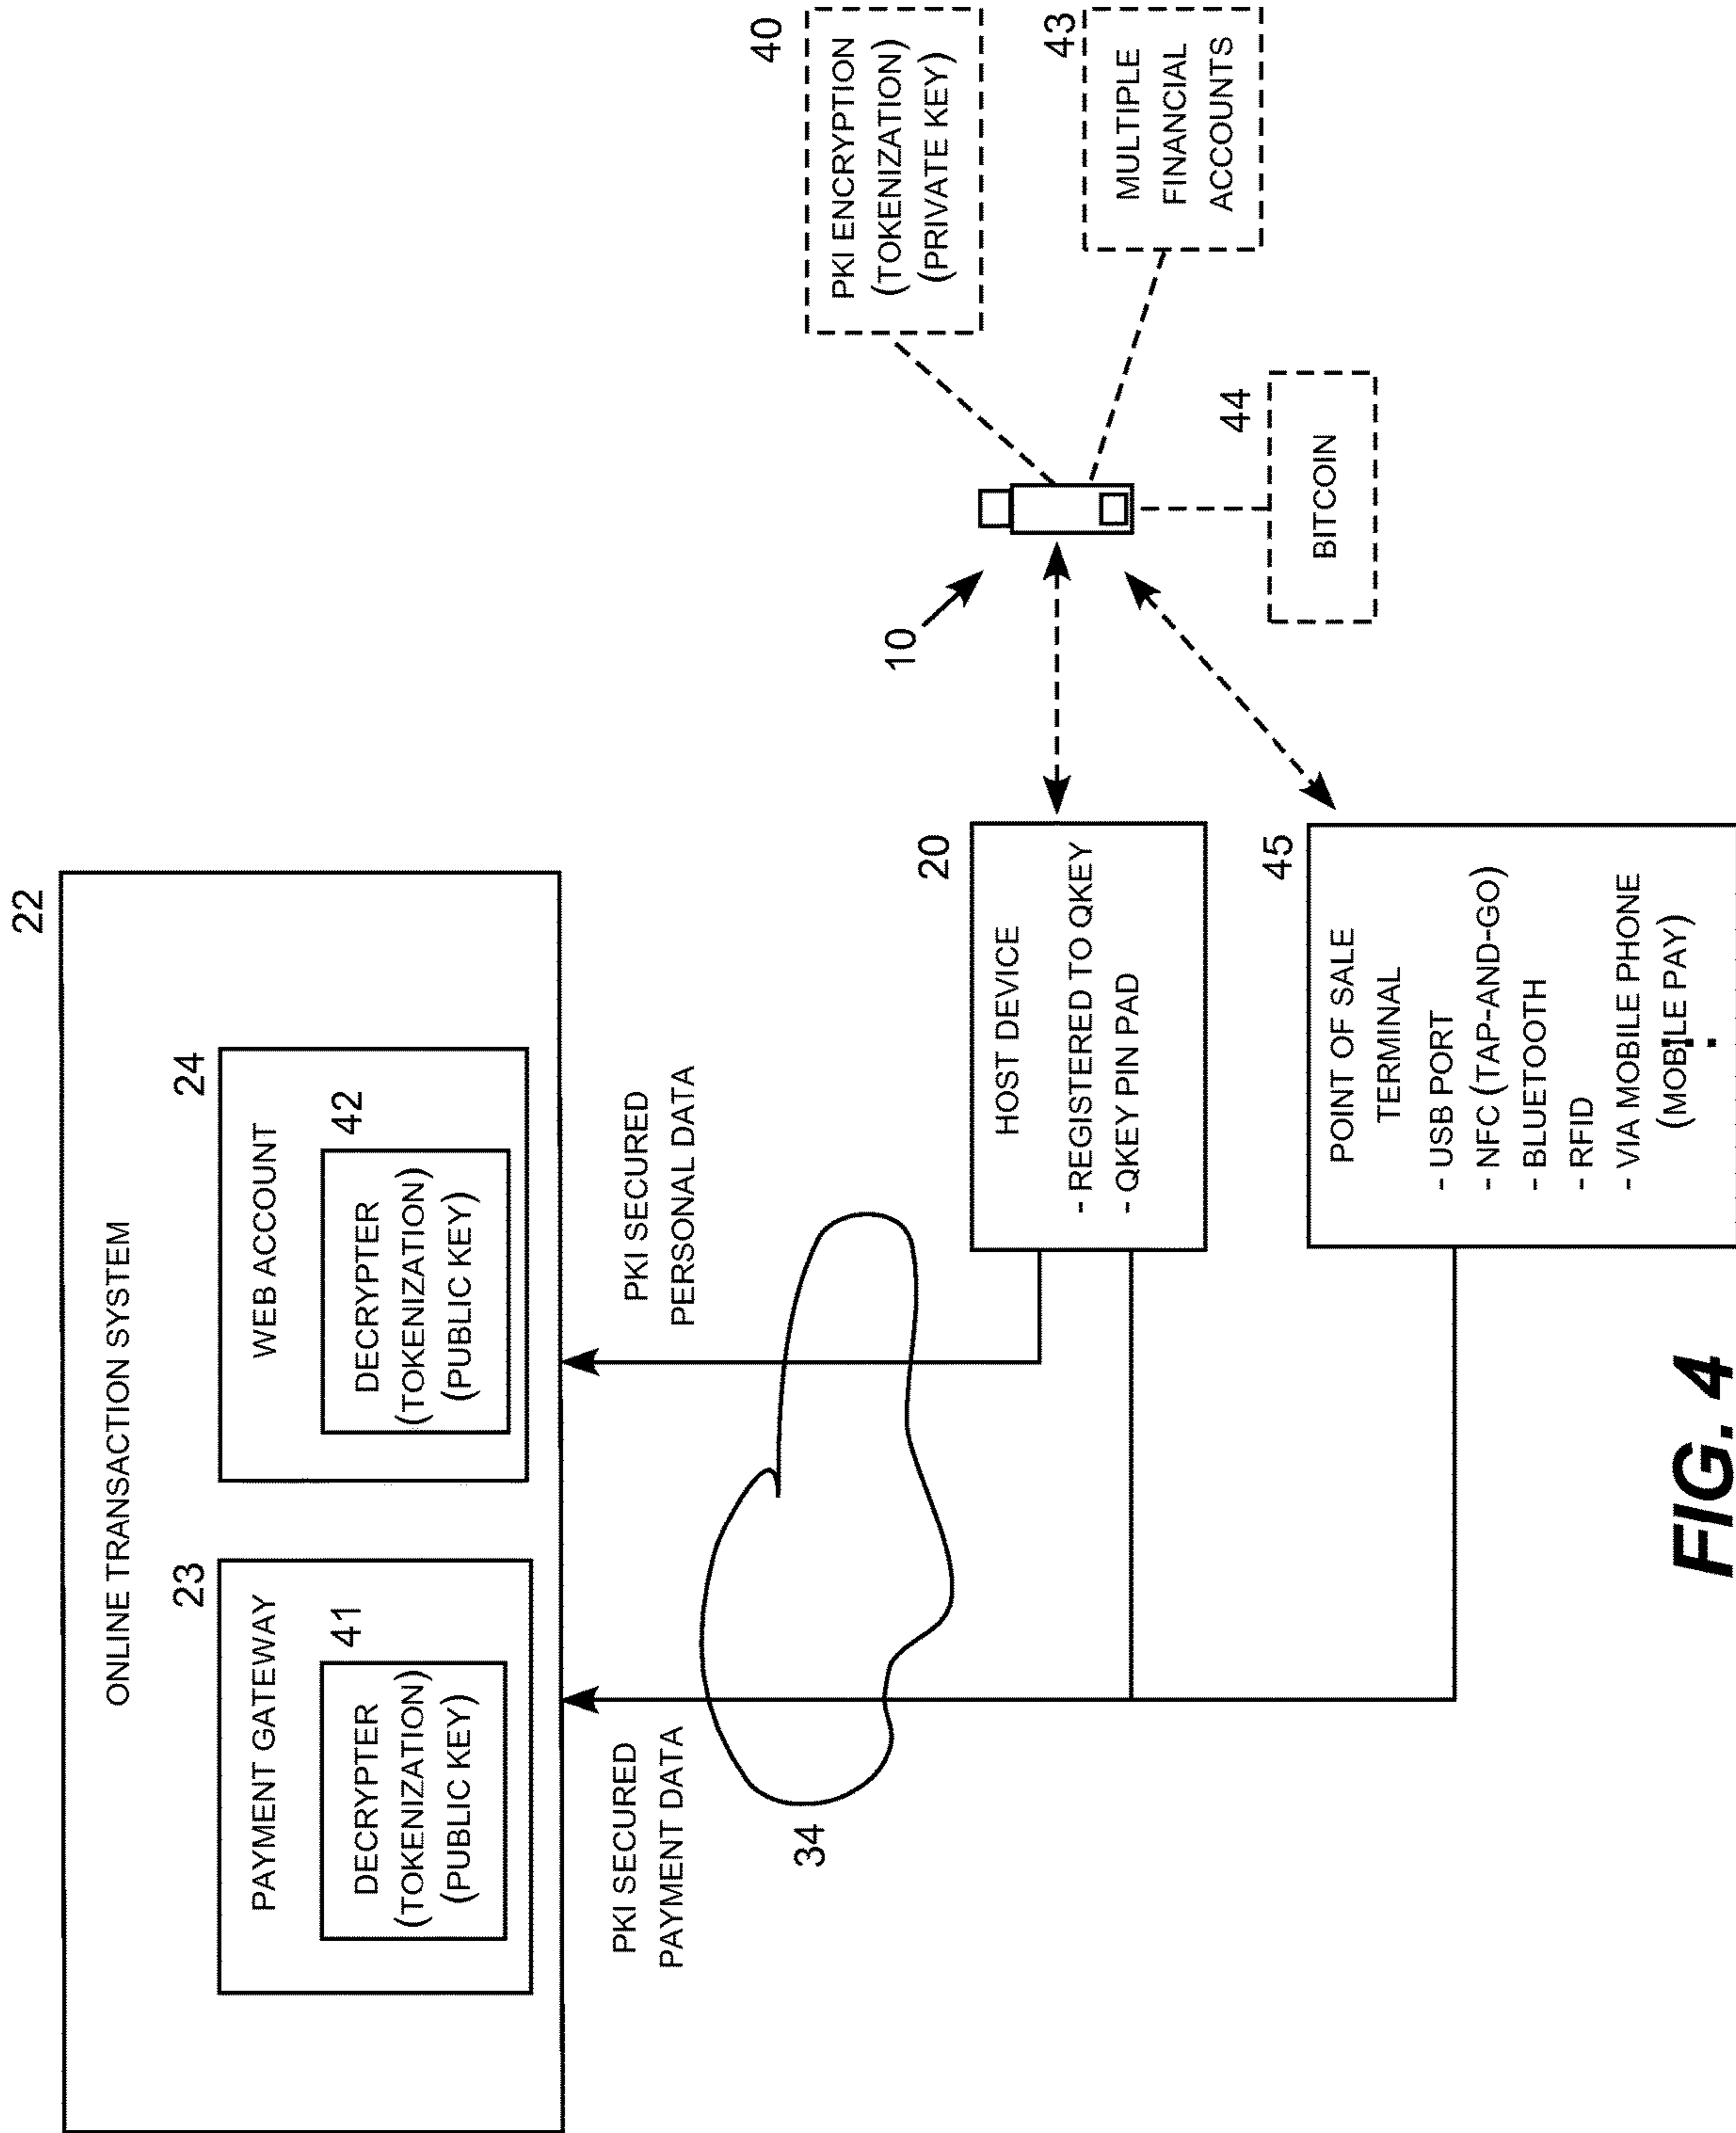 22
ONLINE TRANSACTION SYSTEM
23
PAYMENT GATEWAY
41
DECRYPTER
(TOKENIZATION)
(PUBLIC KEY)
24
WEB ACCOUNT
42
DECRYPTER
(TOKENIZATION)
(PUBLIC KEY)
PKI SECURED
PAYMENT DATA
PKI SECURED
PERSONAL DATA
34
20
HOST DEVICE
- REGISTERED TO QKEY
- QKEY PIN PAD
10
40
PKI ENCRYPTION
(TOKENIZATION)
(PRIVATE KEY)
43
MULTIPLE
FINANCIAL
ACCOUNTS
44
BITCOIN
45
POINT OF SALE
TERMINAL
- USB PORT
- NFC (TAP-AND-GO)
- BLUETOOTH
- RFID
- VIA MOBILE PHONE
(MOBILE PAY)
FIG. 4